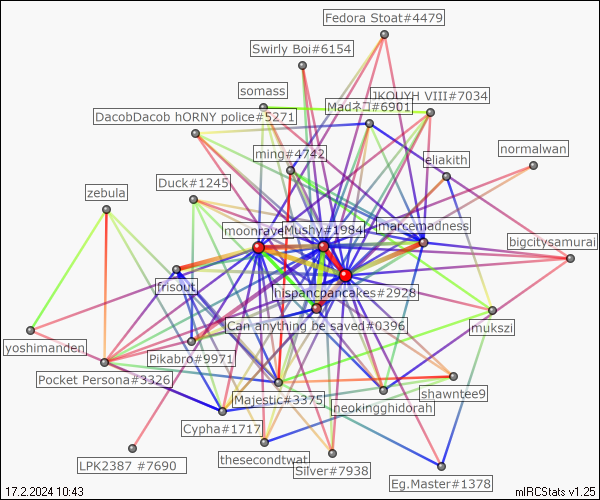 Fedora Stoat#4479
Swirly Boi#6154
somass
JKOUYH VIII#7034
Madネコ#6901
DacobDacob hORNY police#5271
ming#4742
normalwan
eliakith
Duck#1245
zebula
moonraye
Mushy#1984
marcemadness
bigcitysamurai
frisout
hispancpancakes#2928
Can anything be saved#0396
mukszi
yoshimanden
Pikabro#9971
Pocket Persona#3326
Majestic#3375
shawntee9
neokingghidorah
Cypha#1717
thesecondtwat
LPK2387 #7690
Silver#7938
Eg.Master#1378
17.2.2024 10:43
mIRCStats v1.25